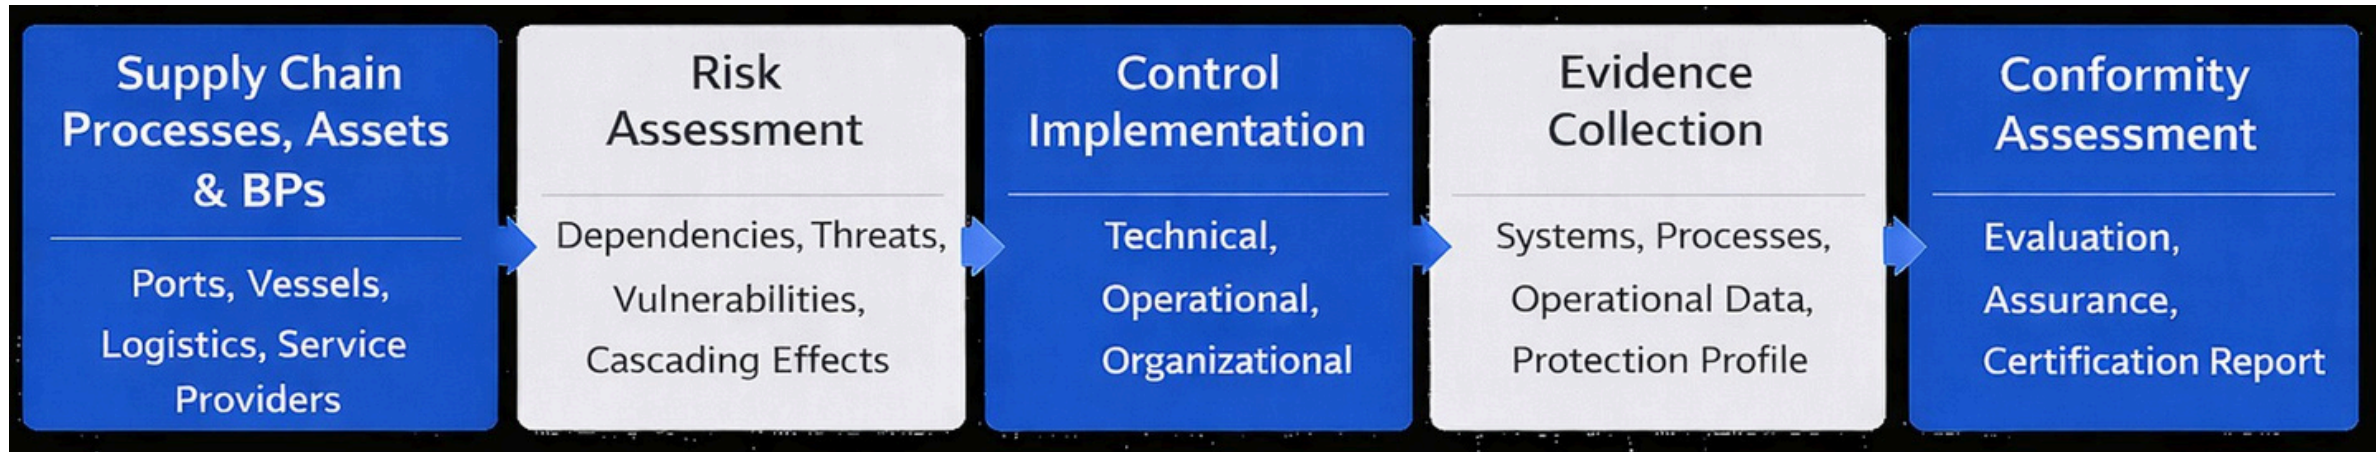 Supply Chain
Processes, Assets
& BPs
Ports, Vessels,
Logistics, Service
Providers
Risk
Assessment
Dependencies, Threats,
Vulnerabilities,
Cascading Effects
Control
Implementation
Technical,
Operational,
Organizational
Evidence
Collection
Systems, Processes,
Operational Data,
Protection Profile
Conformity
Assessment
Evaluation,
Assurance,
Certification Report